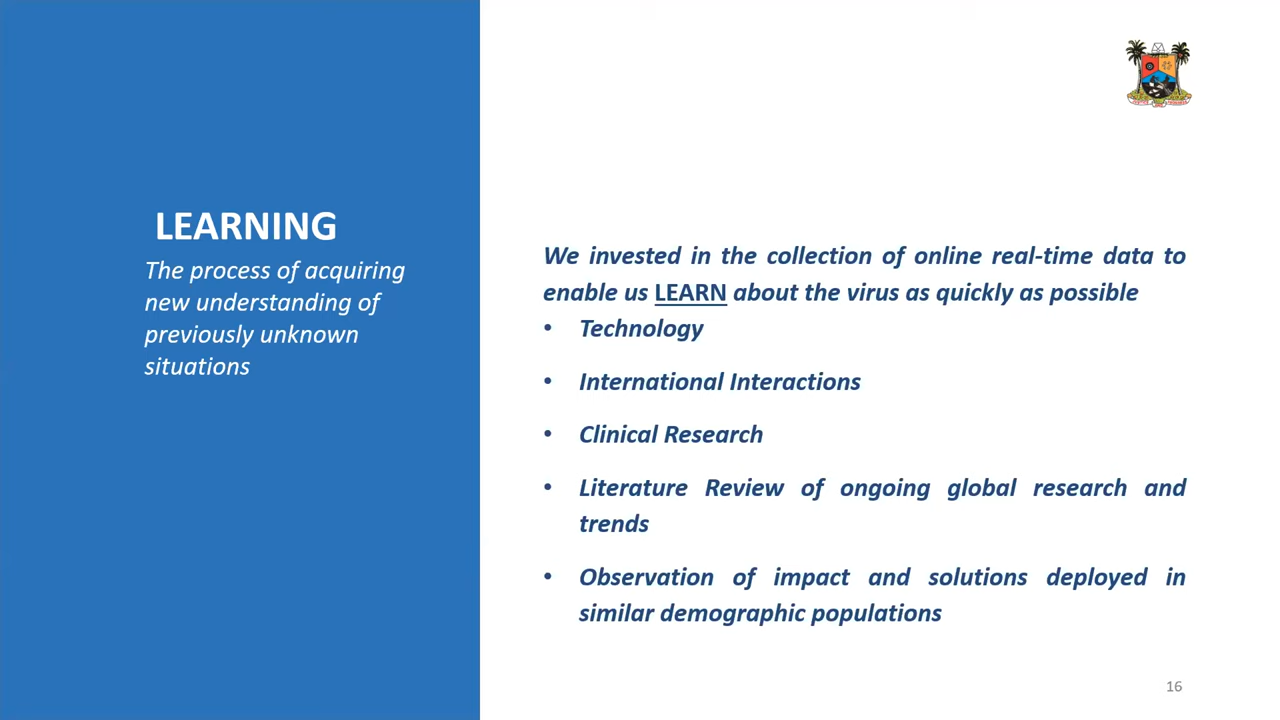 LEARNING
The process of acquiring
new understanding of
previously unknown
situations
We invested in the collection of online real-time data to
enable us LEARN about the virus as quickly as possible
• Technology
• International Interactions
• Clinical Research
• Literature Review of ongoing global research and
trends
• Observation of impact and solutions deployed in
similar demographic populations
16